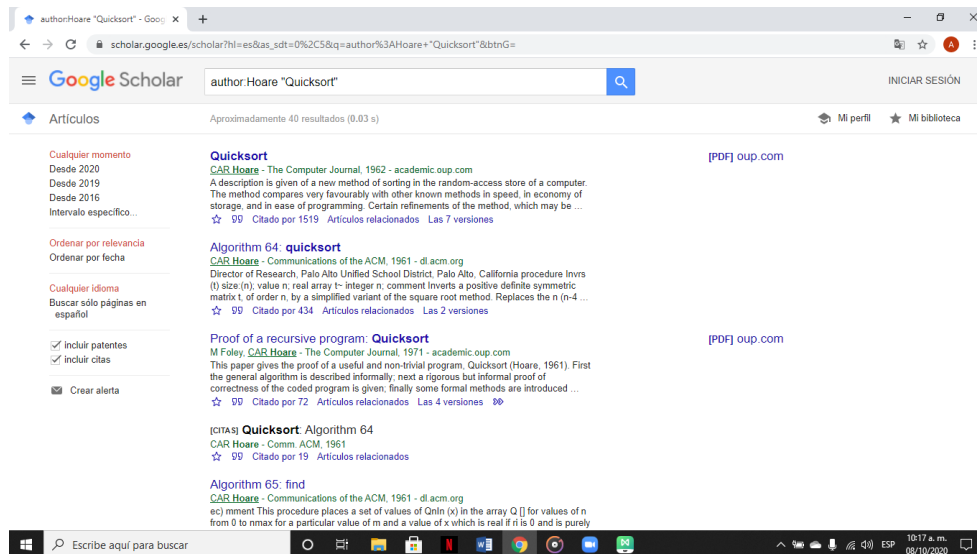 author:Hoare "Quicksort" - Goog
scholar.google.es/scholar?hl=es&as_sdt=0%2C5&q=author%3AHoare+"Quicksort"&btnG=
A
Google Scholar
author:Hoare "Quicksort"
INICIAR SESIÓN
Artículos
Aproximadamente 40 resultados (0.03 s)
Mi perfil
Mi biblioteca
Cualquier momento
Desde 2020
Desde 2019
Desde 2016
Intervalo específico...
Ordenar por relevancia
Ordenar por fecha
Cualquier idioma
Buscar sólo páginas en
español
incluir patentes
incluir citas
Crear alerta
Quicksort
[PDF] oup.com
CAR Hoare - The Computer Journal, 1962 - academic.oup.com
A description is given of a new method of sorting in the random-access store of a computer.
The method compares very favourably with other known methods in speed, in economy of
storage, and in ease of programming. Certain refinements of the method, which may be ...
Citado por 1519 Artículos relacionados Las 7 versiones
Algorithm 64: quicksort
CAR Hoare - Communications of the ACM, 1961 - dl.acm.org
Director of Research, Palo Alto Unified School District, Palo Alto, California procedure Invrs
(t) size:(n); value n; real array t~ integer n; comment Inverts a positive definite symmetric
matrix t, of order n, by a simplified variant of the square root method. Replaces the n (n-4 ...
Citado por 434 Artículos relacionados Las 2 versiones
Proof of a recursive program: Quicksort
[PDF] oup.com
M Foley, CAR Hoare - The Computer Journal, 1971 - academic.oup.com
This paper gives the proof of a useful and non-trivial program, Quicksort (Hoare, 1961). First
the general algorithm is described informally; next a rigorous but informal proof of
correctness of the coded program is given; finally some formal methods are introduced ...
Citado por 72 Artículos relacionados Las 4 versiones
[CITAS] Quicksort: Algorithm 64
CAR Hoare - Comm. ACM, 1961
Citado por 19 Artículos relacionados
Algorithm 65: find
CAR Hoare - Communications of the ACM, 1961 - dl.acm.org
ec) mment This procedure places a set of values of QnIn (x) in the array Q [] for values of n
from 0 to nmax for a particular value of m and a value of x which is real if ri is 0 and is purely
Escribe aquí para buscar
ESP
10:17 a. m.
08/10/2020